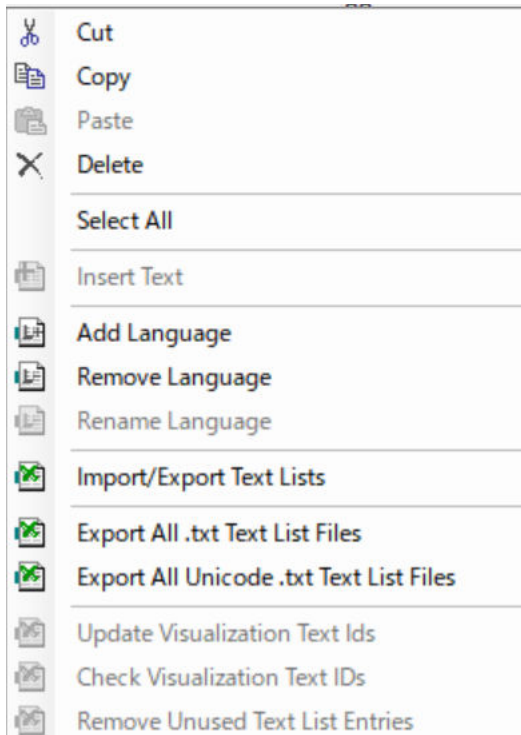 Cut
Copy
Paste
Delete
Select All
Insert Text
Add Language
Remove Language
Rename Language
Import/Export Text Lists
Export All .txt Text List Files
Export All Unicode .txt Text List Files
Update Visualization Text Ids
Check Visualization Text IDs
Remove Unused Text List Entries